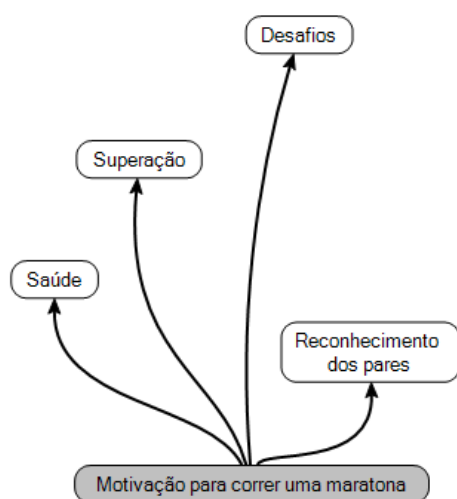 Desafios
Superação
Saúde
Reconhecimento
dos pares
Motivação para correr uma maratona